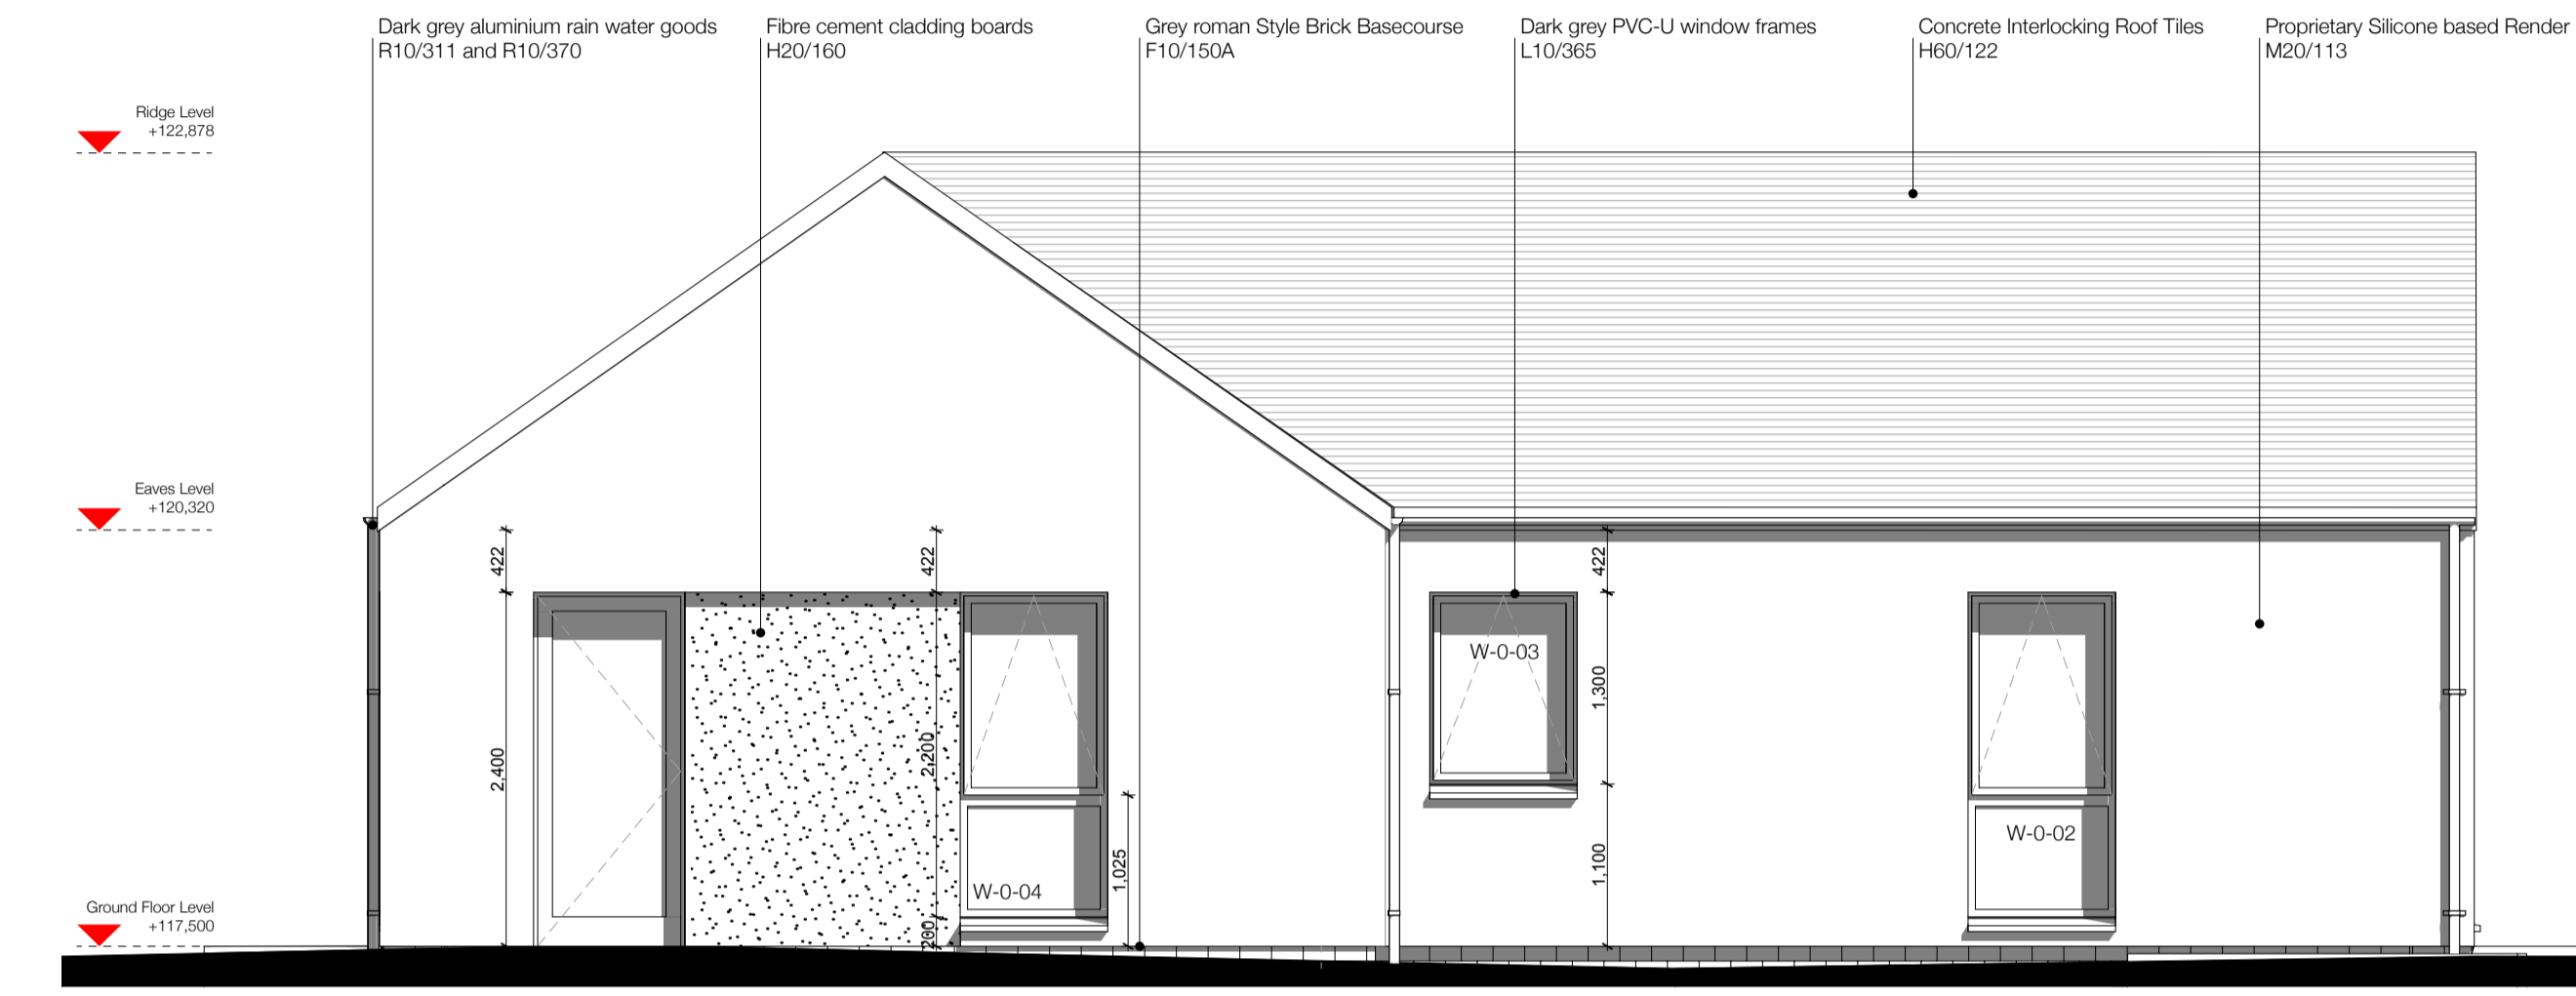 Dark grey aluminium rain water goods
R10/311 and R10/370
Fibre cement cladding boards
H20/160
Grey roman Style Brick Basecourse
F10/150A
Dark grey PVC-U window frames
L10/365
Concrete Interlocking Roof Tiles
H60/122
Proprietary Silicone based Render
M20/113
Ridge Level
+122,878
Eaves Level
+120,320
422
422
422
W-0-03
1,300
2,400
2,200
W-0-02
1,025
1,100
W-0-04
Ground Floor Level
+117,500
200